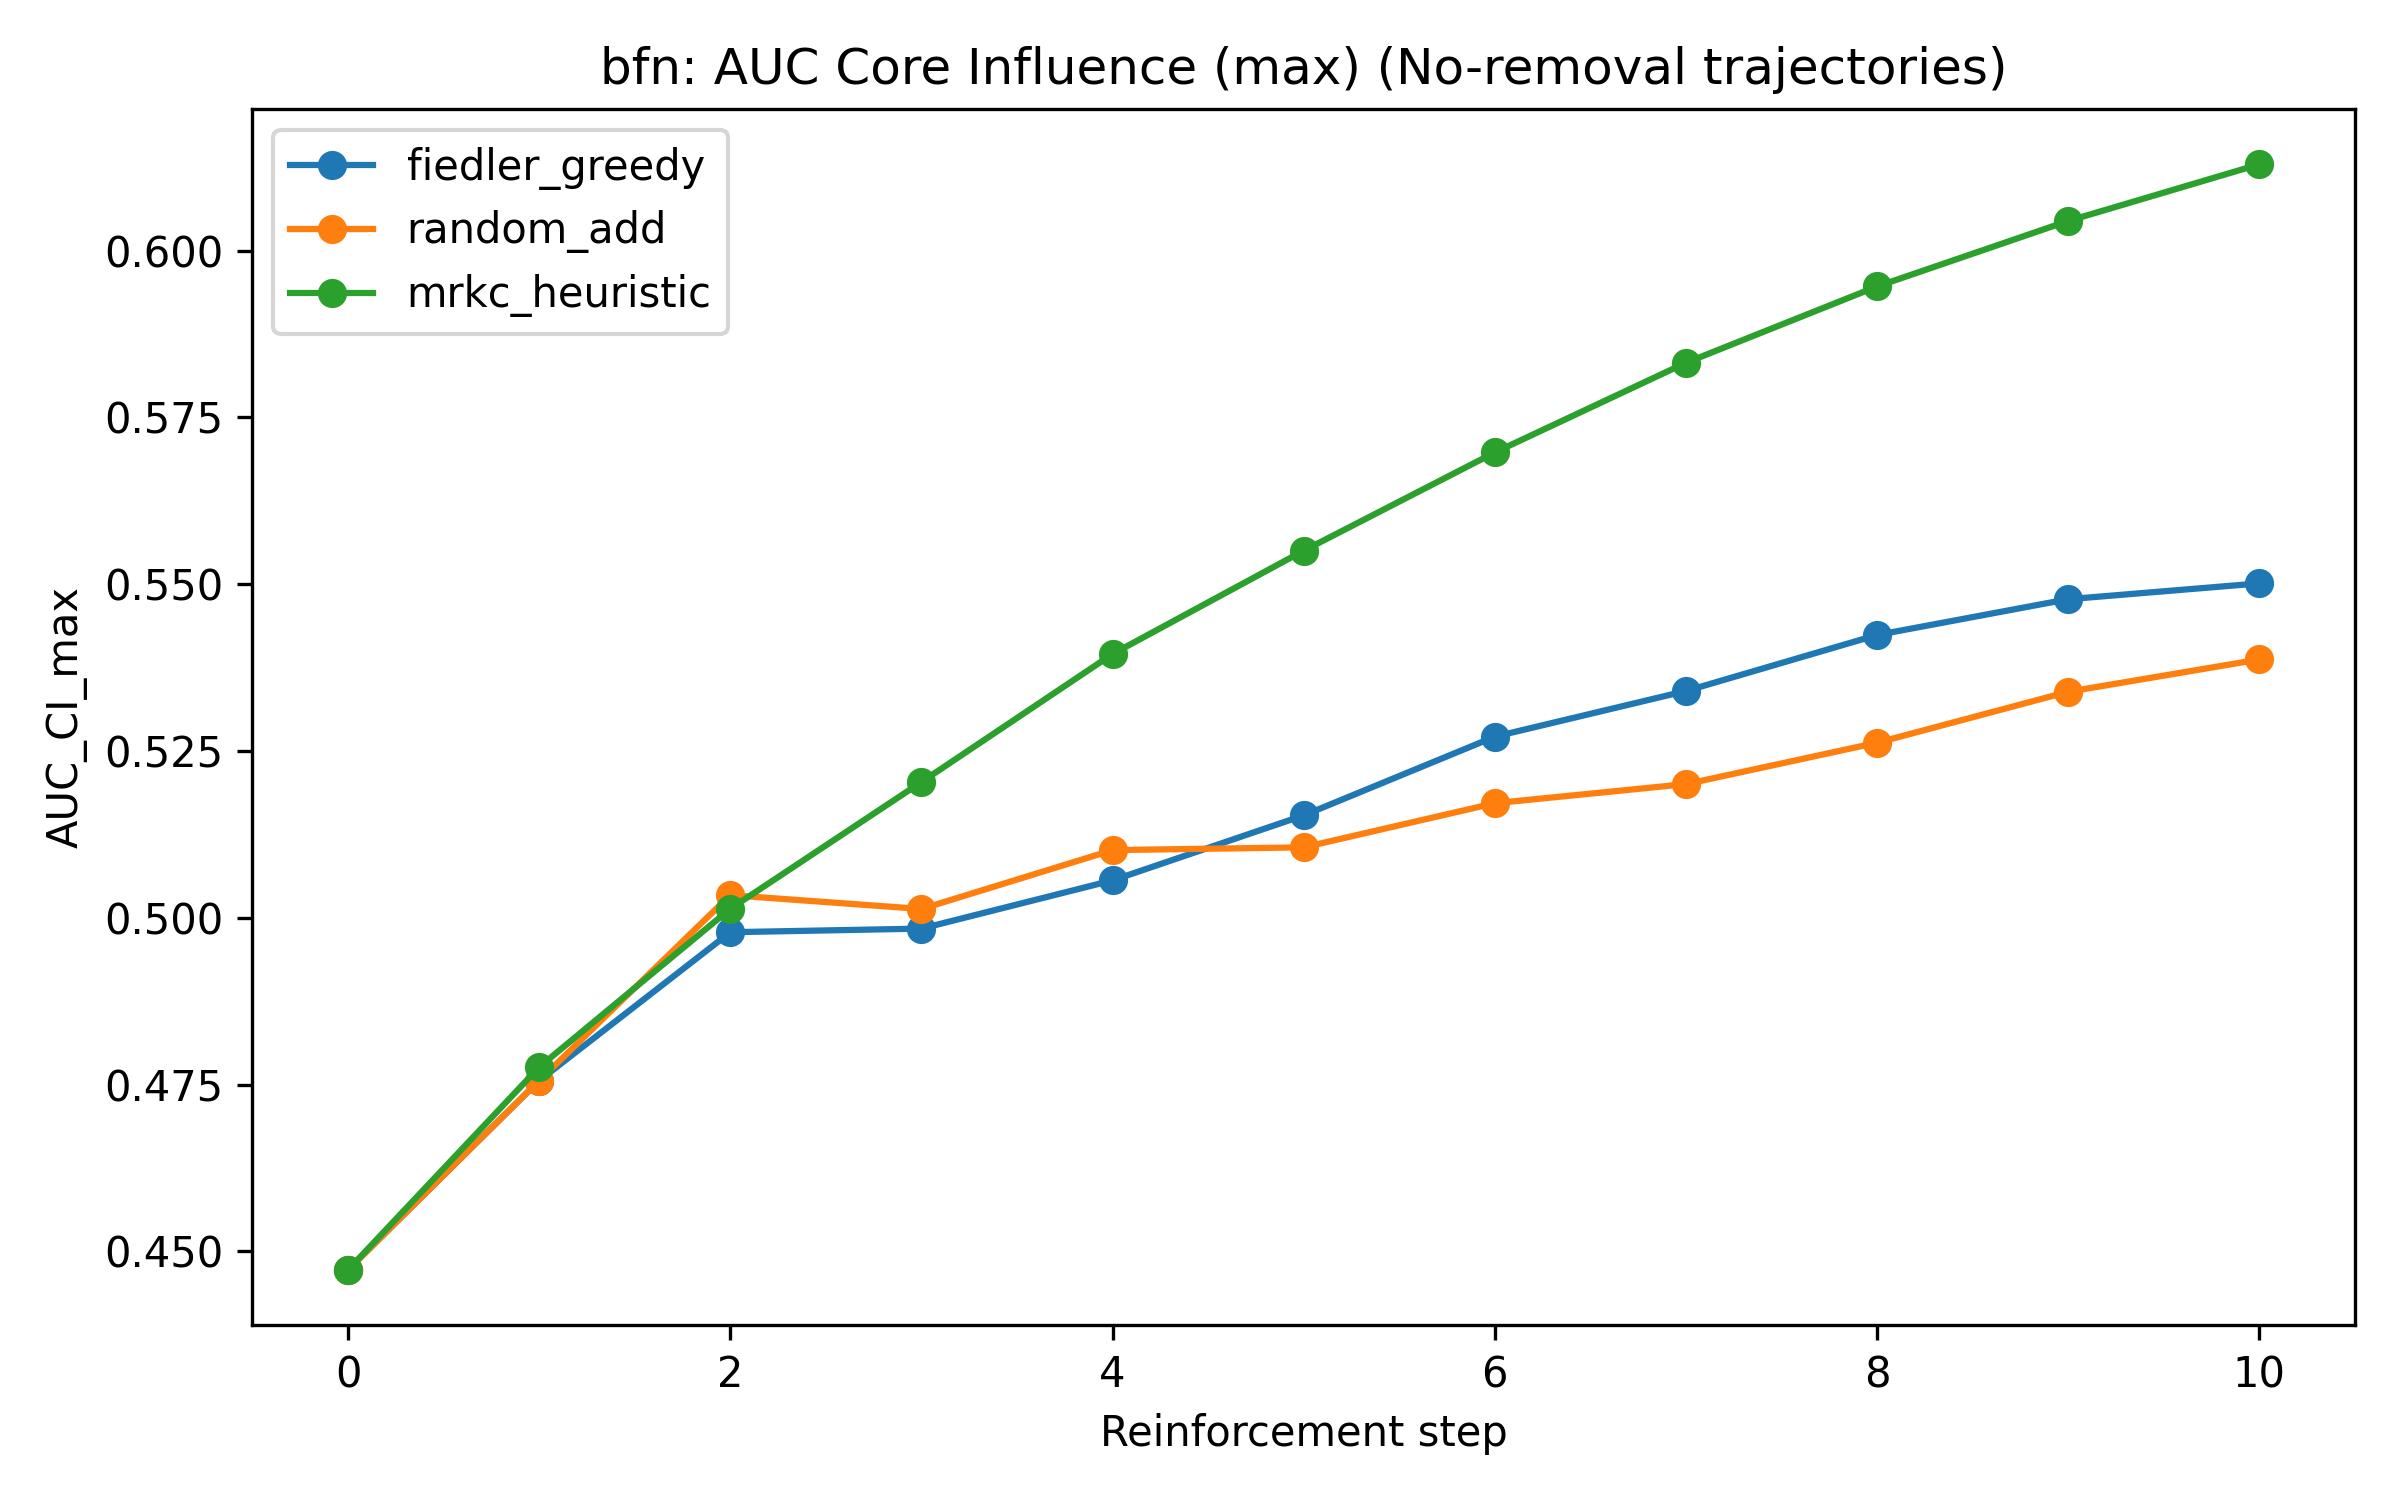 bfn: AUC Core Influence (max) (No-removal trajectories)
fiedler_greedy
random_add
mrkc_heuristic
AUC_CI_max
0.600
0.575
0.550
0.525
0.500
0.475
0.450
0 2 4 6 8 10
Reinforcement step